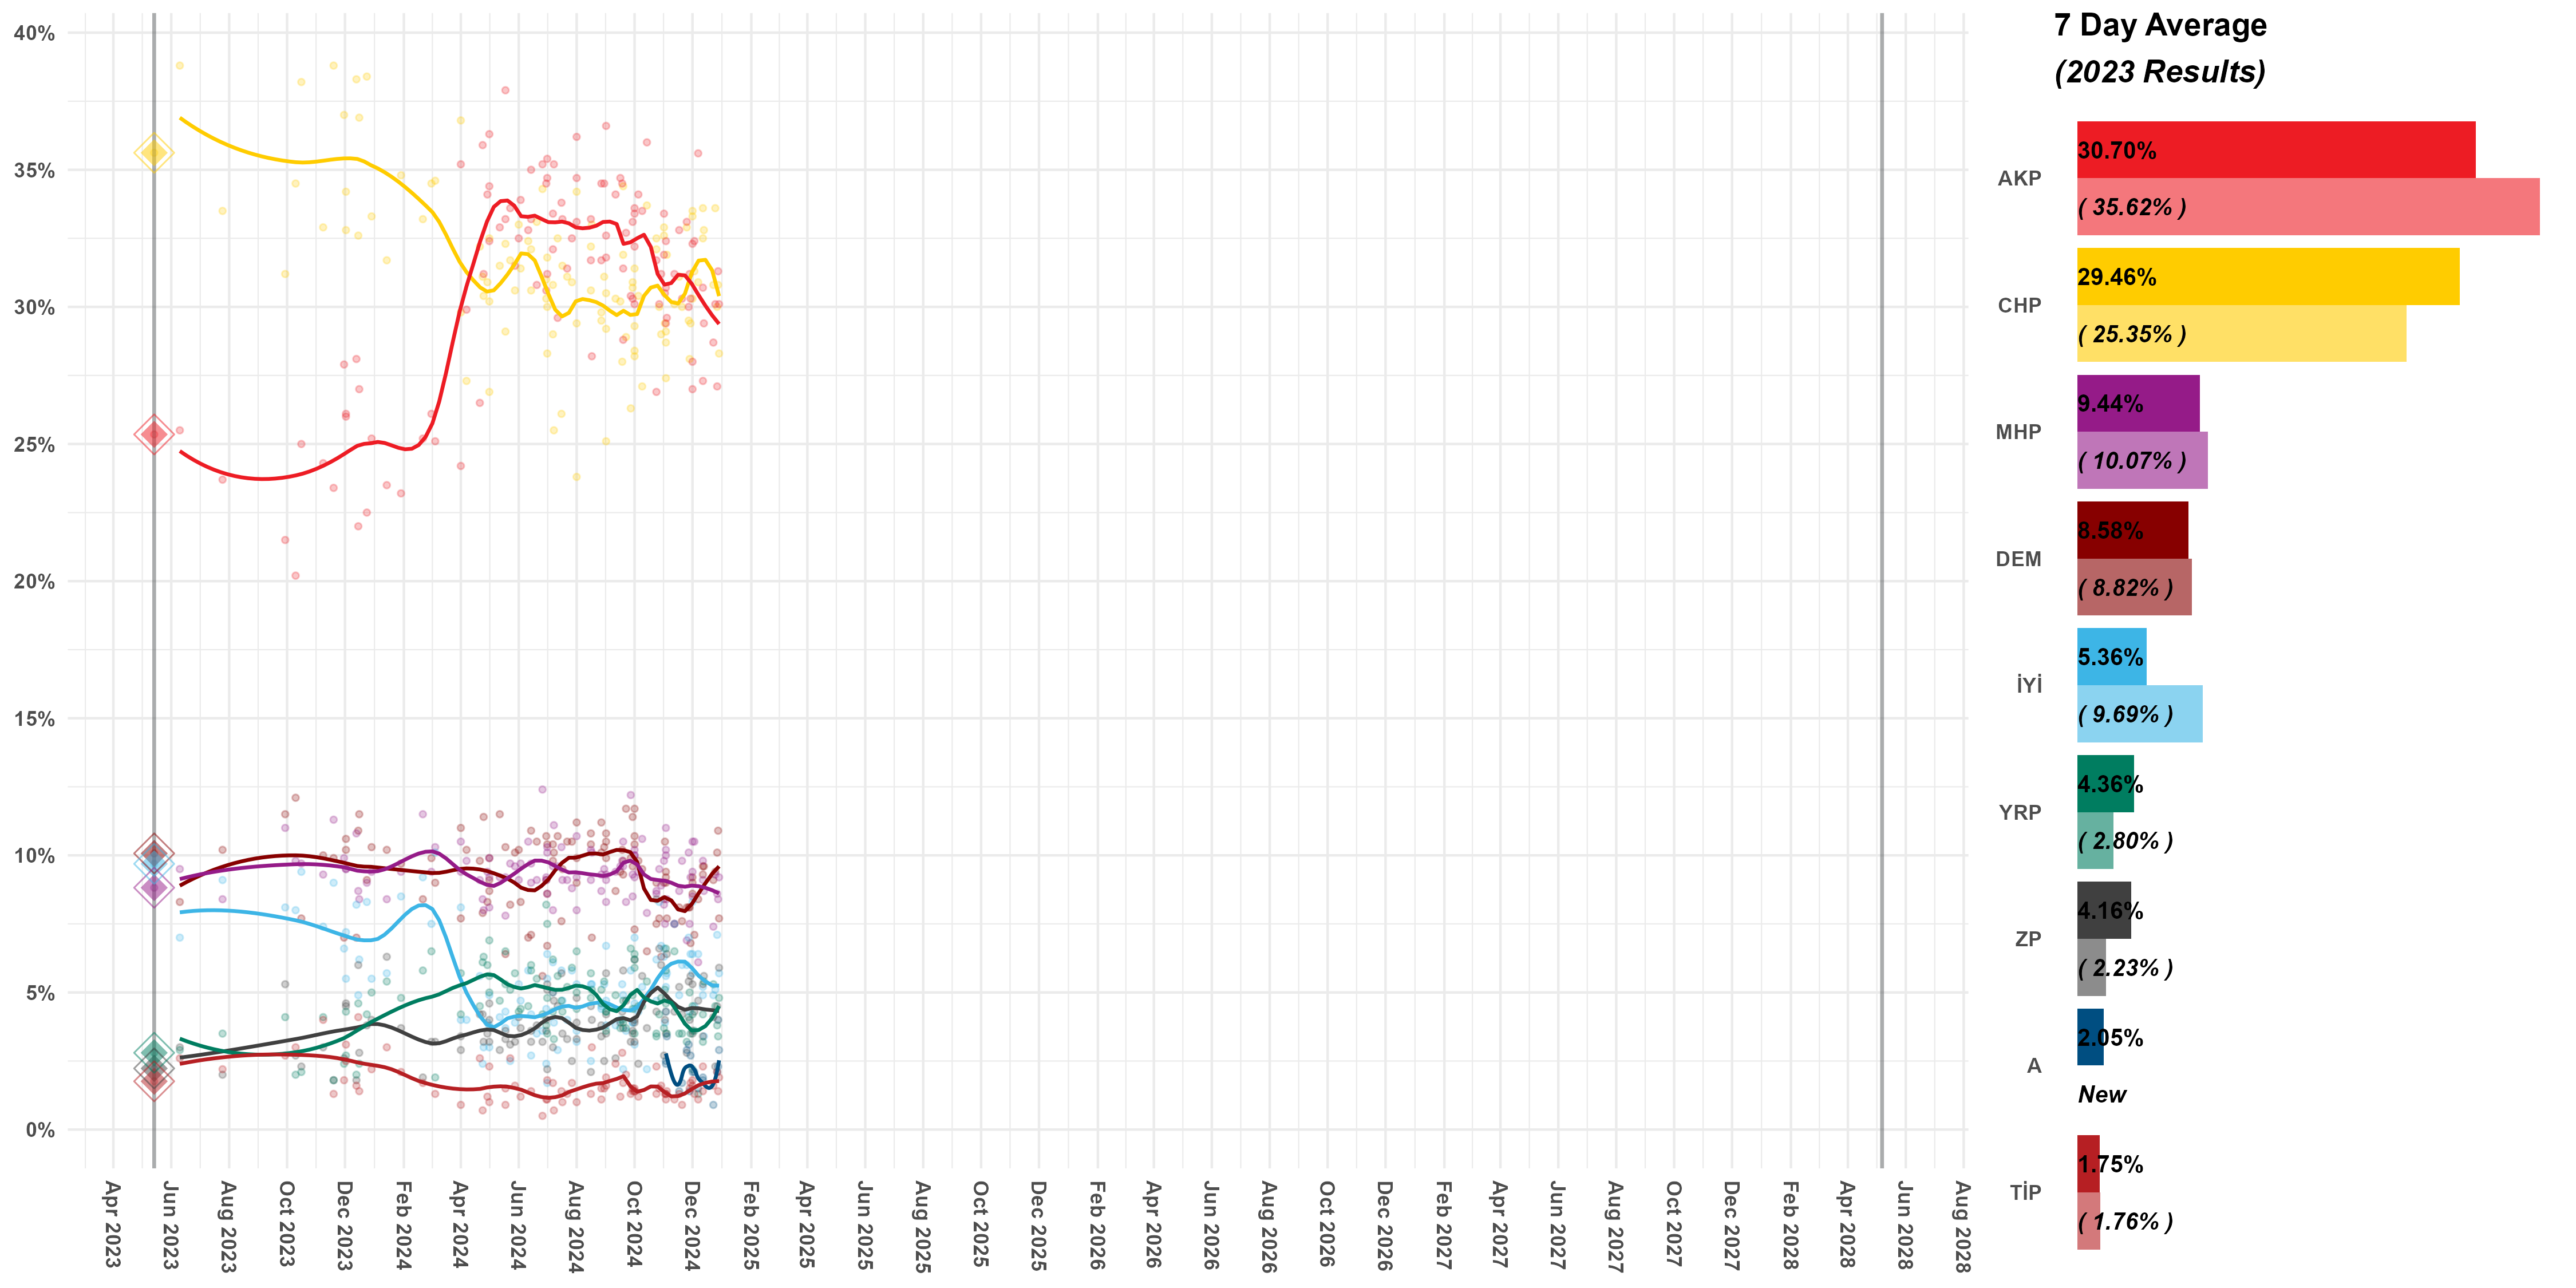 40%
35%
30%
25%
20%
15%
10%
5%
0%
Apr 2023
Jun 2023
Aug 2023
Oct 2023
Dec 2023
Feb 2024
Apr 2024
Jun 2024
Aug 2024
Oct 2024
Dec 2024
Feb 2025
Apr 2025
Jun 2025
Aug 2025
Oct 2025
Dec 2025
Feb 2026
Apr 2026
Jun 2026
Aug 2026
Oct 2026
Dec 2026
Feb 2027
Apr 2027
Jun 2027
Aug 2027
Oct 2027
Dec 2027
Feb 2028
Apr 2028
Jun 2028
Aug 2028
7 Day Average
(2023 Results)
AKP
30.70%
( 35.62% )
CHP
29.46%
( 25.35% )
MHP
9.44%
( 10.07% )
DEM
8.58%
( 8.82% )
İYİ
5.36%
( 9.69% )
YRP
4.36%
( 2.80% )
ZP
4.16%
( 2.23% )
A
2.05%
New
TİP
1.75%
( 1.76% )